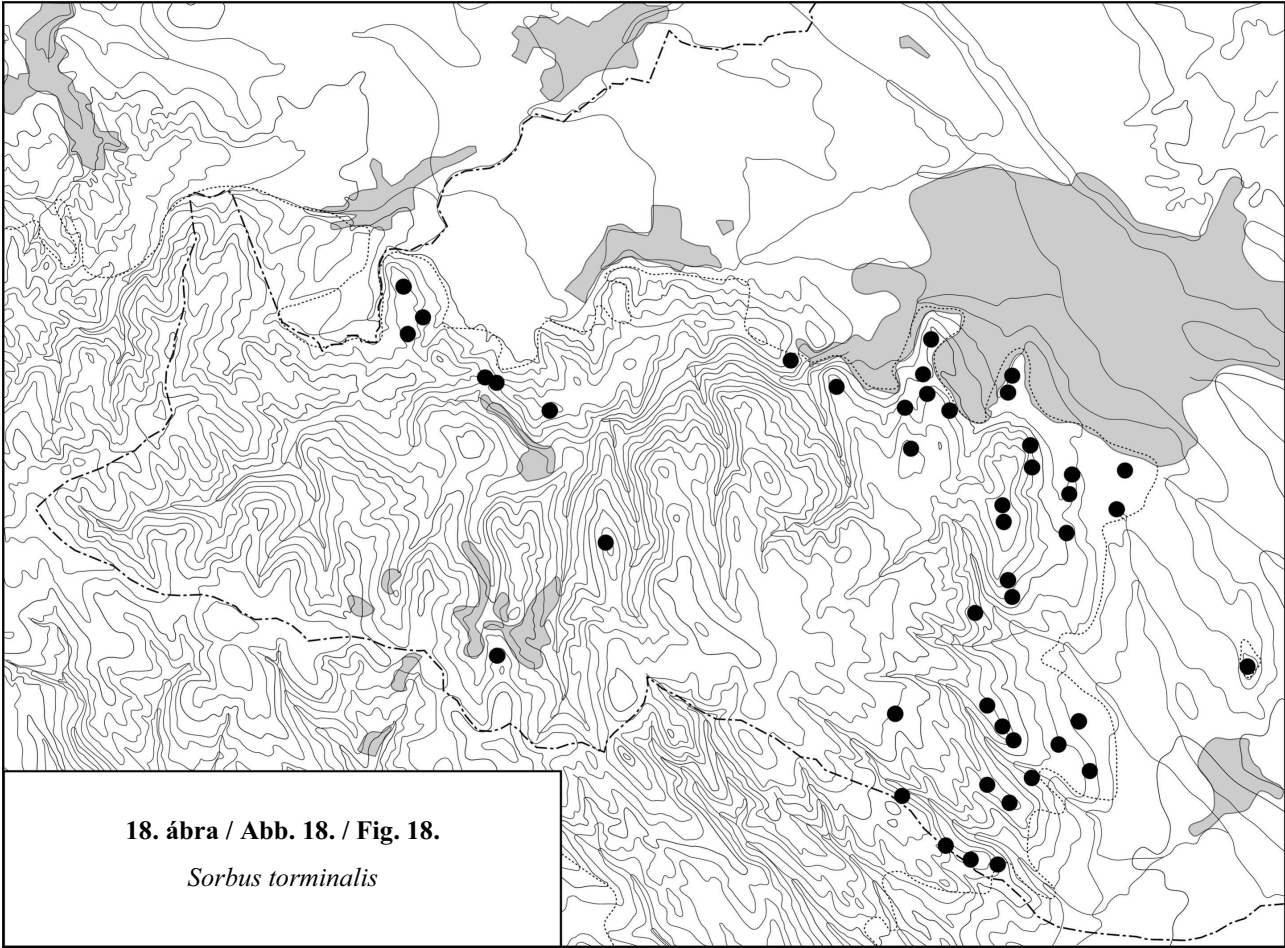 18. ábra / Abb. 18. / Fig. 18.
Sorbus torminalis